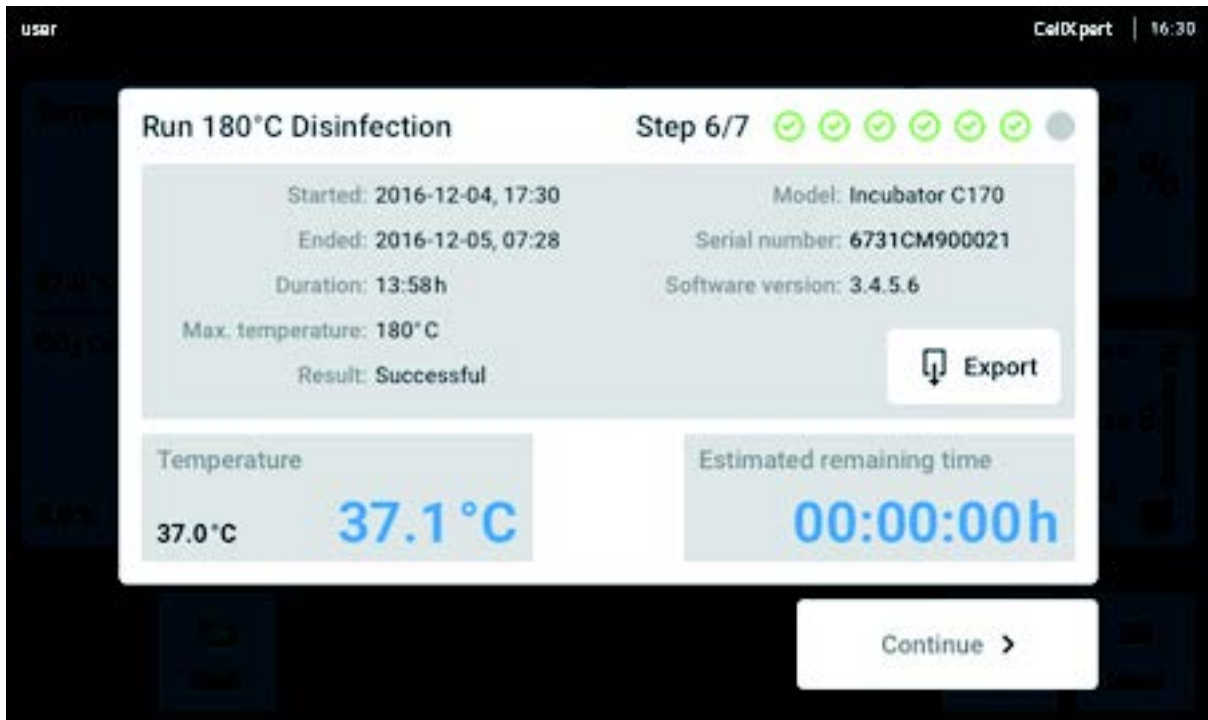 user
CellXpert | 16:30
Run 180°C Disinfection
Step 6/7
Started: 2016-12-04, 17:30
Ended: 2016-12-05, 07:28
Duration: 13:58h
Max. temperature: 180°C
Result: Successful
Model: Incubator C170
Serial number: 6731CM900021
Software version: 3.4.5.6
Export
Temperature
37.0°C
37.1°C
Estimated remaining time
00:00:00h
Continue